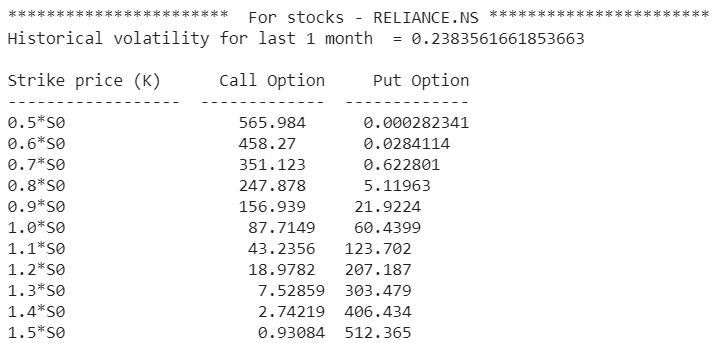 ***********************  For stocks - RELIANCE.NS ***********************
Historical volatility for last 1 month  = 0.2383561661853663
Strike price (K)      Call Option     Put Option
------------------  -------------  -------------
0.5*S0                  565.984      0.000282341
0.6*S0                  458.27       0.0284114
0.7*S0                  351.123      0.622801
0.8*S0                  247.878      5.11963
0.9*S0                  156.939     21.9224
1.0*S0                   87.7149    60.4399
1.1*S0                   43.2356   123.702
1.2*S0                   18.9782   207.187
1.3*S0                    7.52859  303.479
1.4*S0                    2.74219  406.434
1.5*S0                    0.93084  512.365